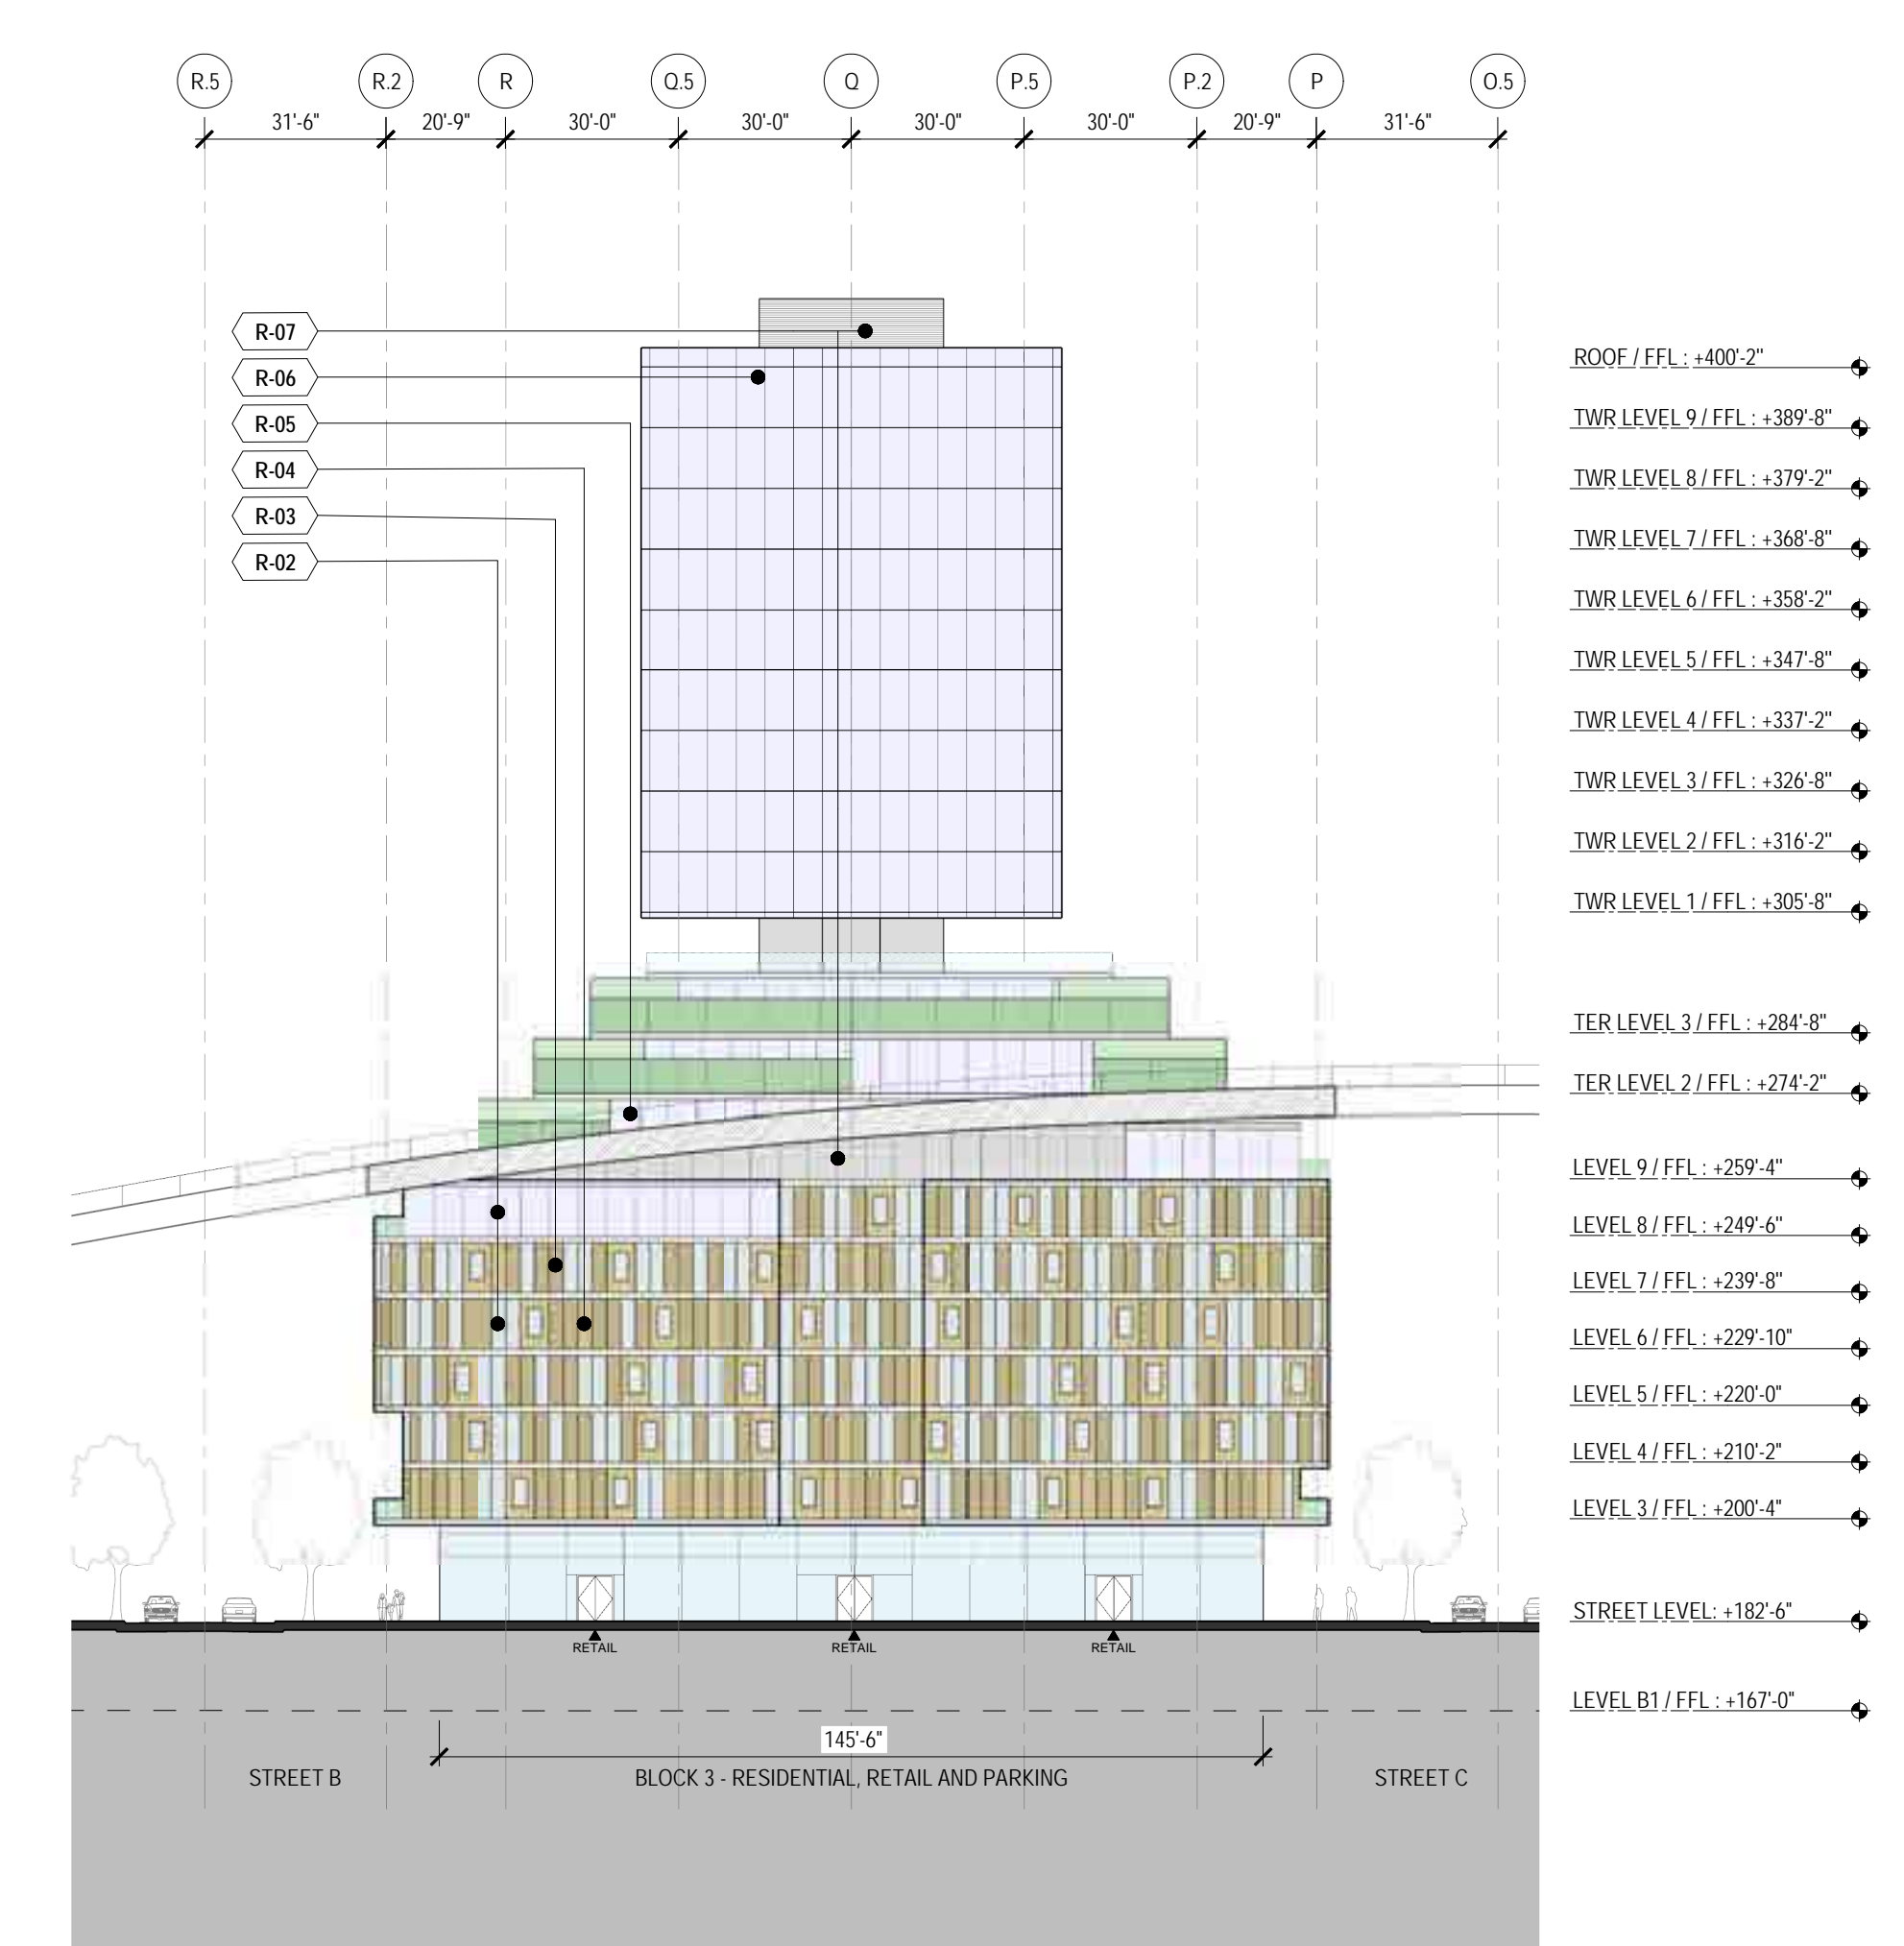 R.5 R.2 R Q.5 Q P.5 P.2 P O.5
31'-6" 20'-9" 30'-0" 30'-0" 30'-0" 30'-0" 20'-9" 31'-6"
R-07
R-06
R-05
R-04
R-03
R-02
ROOF / FFL : +400'-2"
TWR LEVEL 9 / FFL : +389'-8"
TWR LEVEL 8 / FFL : +379'-2"
TWR LEVEL 7 / FFL : +368'-8"
TWR LEVEL 6 / FFL : +358'-2"
TWR LEVEL 5 / FFL : +347'-8"
TWR LEVEL 4 / FFL : +337'-2"
TWR LEVEL 3 / FFL : +326'-8"
TWR LEVEL 2 / FFL : +316'-2"
TWR LEVEL 1 / FFL : +305'-8"
TER LEVEL 3 / FFL : +284'-8"
TER LEVEL 2 / FFL : +274'-2"
LEVEL 9 / FFL : +259'-4"
LEVEL 8 / FFL : +249'-6"
LEVEL 7 / FFL : +239'-8"
LEVEL 6 / FFL : +229'-10"
LEVEL 5 / FFL : +220'-0"
LEVEL 4 / FFL : +210'-2"
LEVEL 3 / FFL : +200'-4"
STREET LEVEL: +182'-6"
LEVEL B1 / FFL : +167'-0"
RETAIL RETAIL RETAIL
145'-6"
STREET B BLOCK 3 - RESIDENTIAL, RETAIL AND PARKING STREET C